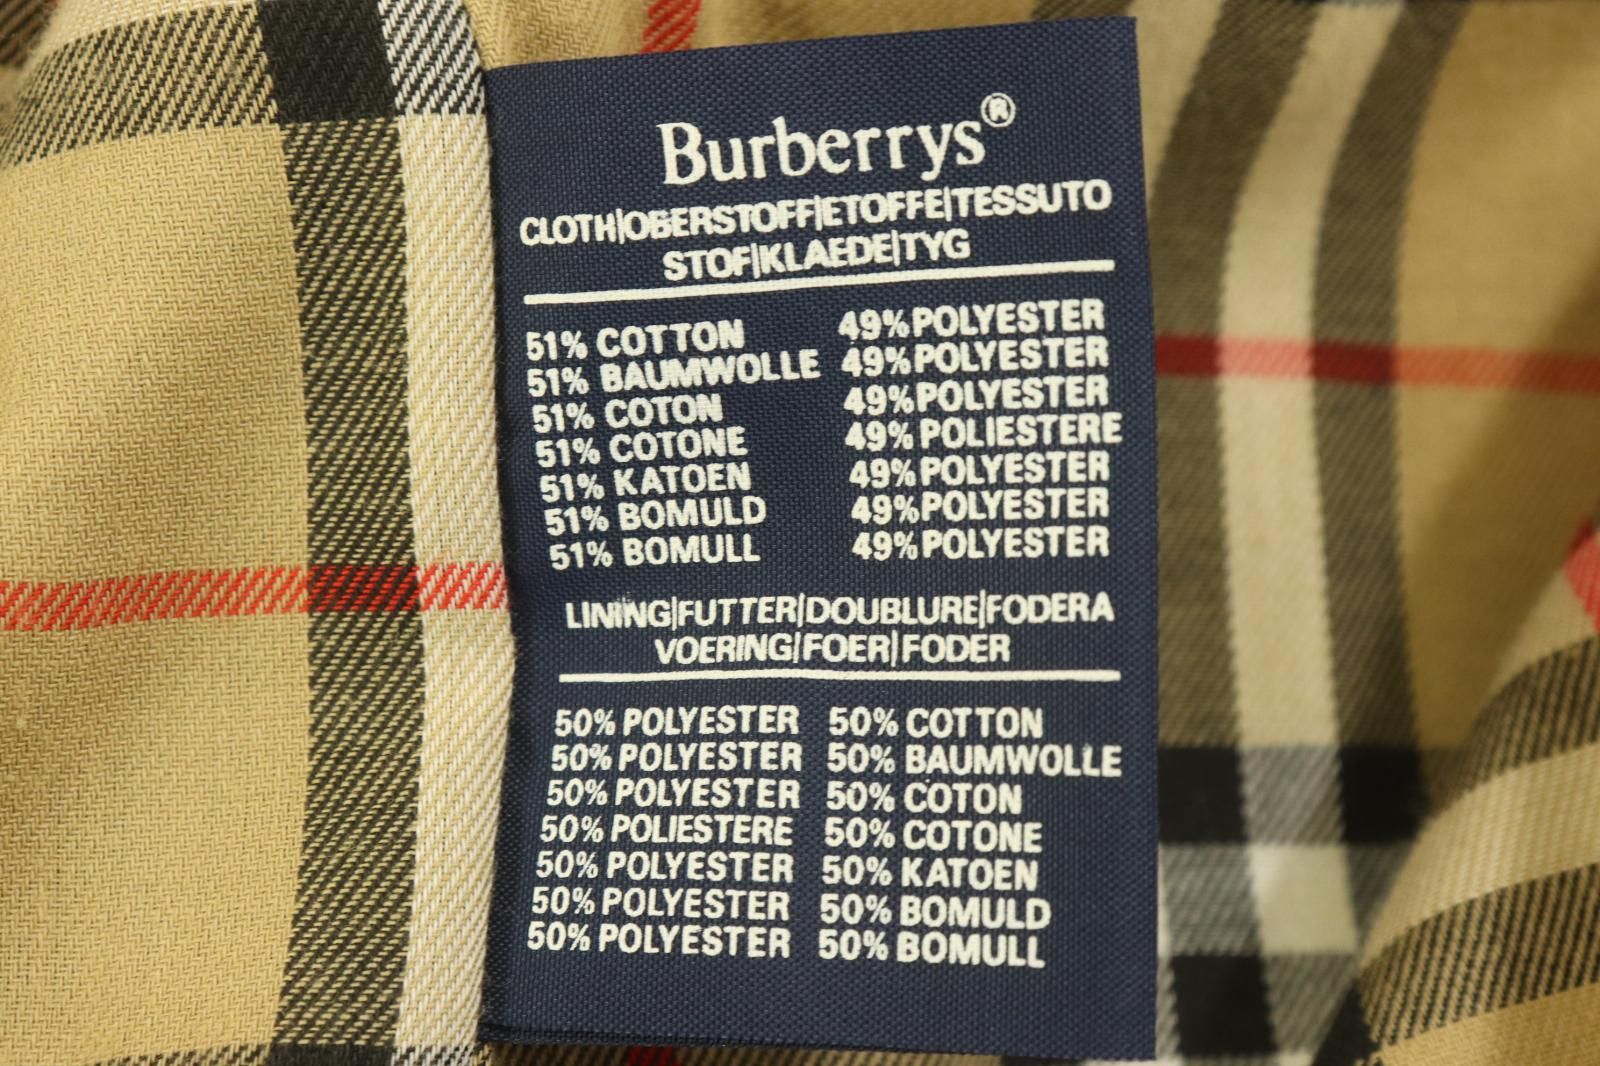 Burberrys®
CLOTH|OBERSTOFF|ETOFFE|TESSUTO
STOF|KLAEDE|TYG
51% COTTON 49% POLYESTER
51% BAUMWOLLE 49% POLYESTER
51% COTON 49% POLYESTER
51% COTONE 49% POLIESTERE
51% KATOEN 49% POLYESTER
51% BOMULD 49% POLYESTER
51% BOMULL 49% POLYESTER
LINING|FUTTER|DOUBLURE|FODERA
VOERING|FOER|FODER
50% POLYESTER 50% COTTON
50% POLYESTER 50% BAUMWOLLE
50% POLYESTER 50% COTON
50% POLIESTERE 50% COTONE
50% POLYESTER 50% KATOEN
50% POLYESTER 50% BOMULD
50% POLYESTER 50% BOMULL